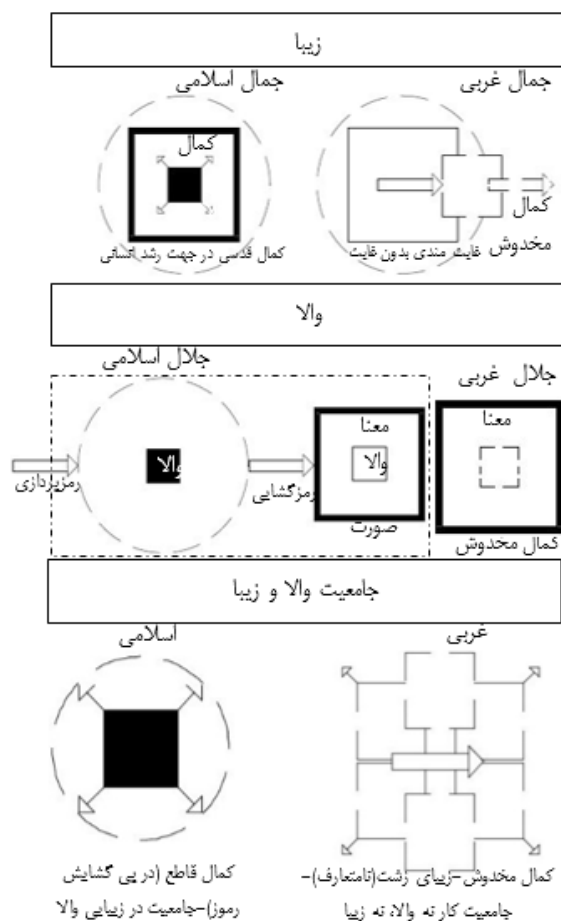 زیبا
جمال اسلامی
جمال غربی
کمال
کمال
کمال قدسی در جهت رشد انسانی
غایت مندی بدون غایت
مخدوش
والا
جلال اسلامی
جلال غربی
معنا
معنا
والا
والا
رمزپردازی
رمزگشایی
صورت
کمال مخدوش
جامعیت والا و زیبا
اسلامی
غربی
کمال قاطع (در پی گشایش
رموز)-جامعیت در زیبایی والا
کمال مخدوش-زیبای زشت(نامتعارف)-
جامعیت کار نه والا، نه زیبا